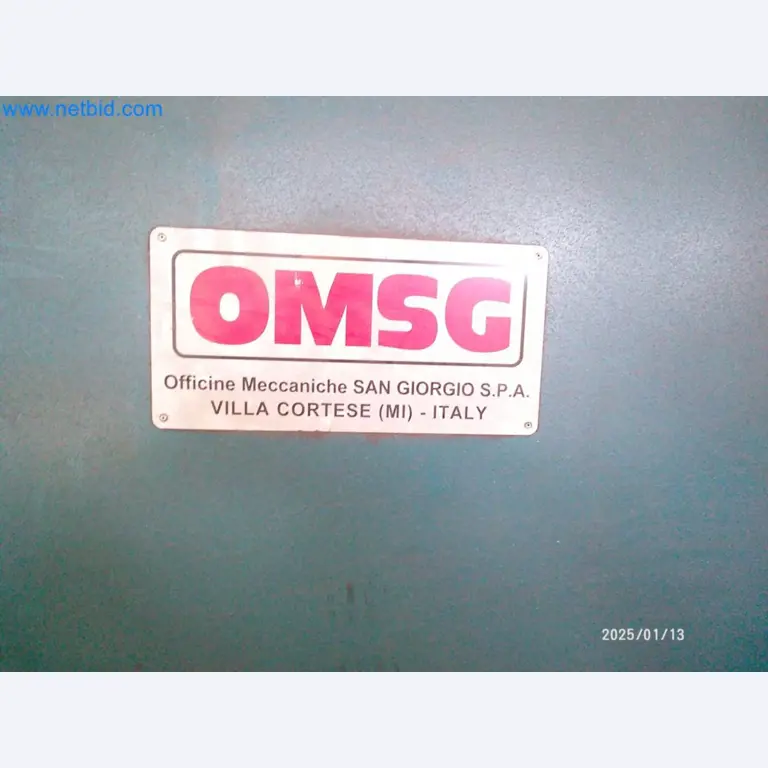 www.netbid.com
OMSG
Officine Meccaniche SAN GIORGIO S.P.A.
VILLA CORTESE (MI) - ITALY
2025/01/13